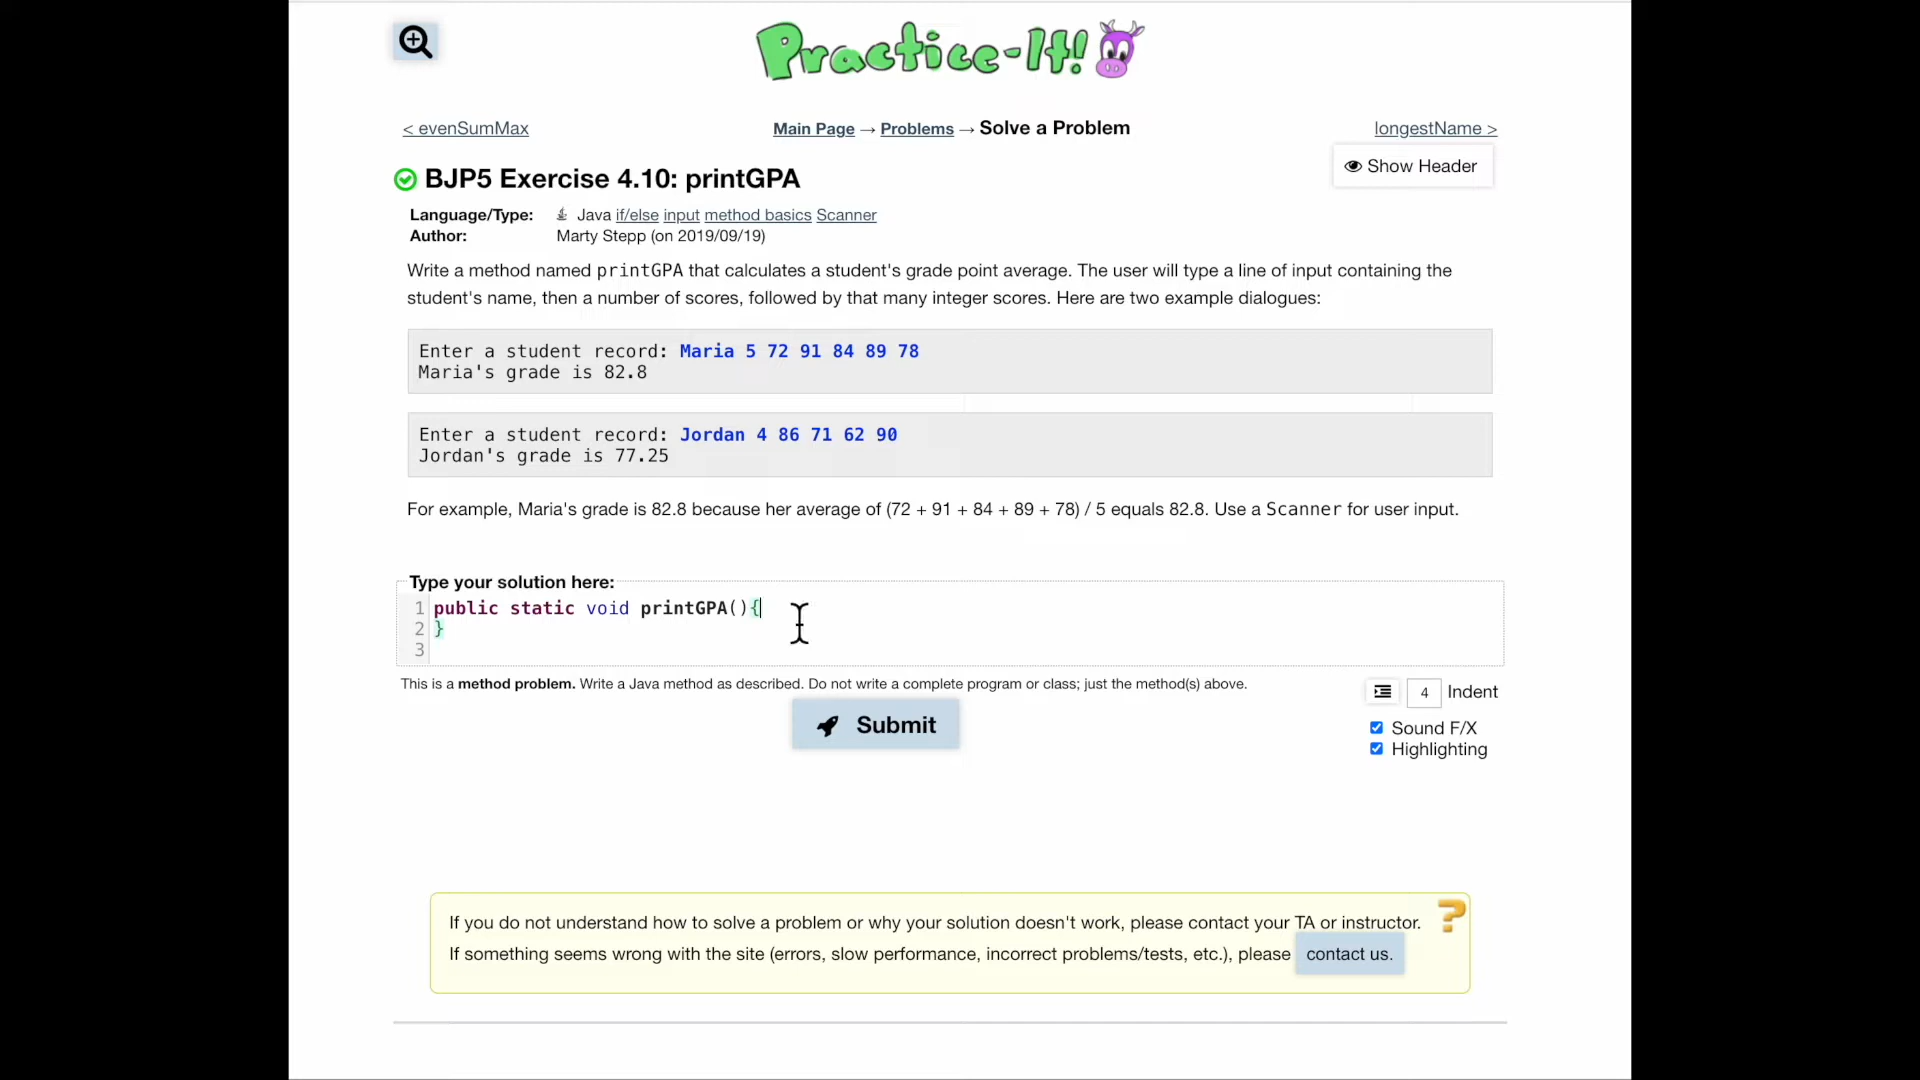 Practice-It!
< evenSumMax
Main Page → Problems → Solve a Problem
longestName >
Show Header
BJP5 Exercise 4.10: printGPA
Language/Type: Java if/else input method basics Scanner
Author: Marty Stepp (on 2019/09/19)
Write a method named printGPA that calculates a student's grade point average. The user will type a line of input containing the
student's name, then a number of scores, followed by that many integer scores. Here are two example dialogues:
Enter a student record: Maria 5 72 91 84 89 78
Maria's grade is 82.8
Enter a student record: Jordan 4 86 71 62 90
Jordan's grade is 77.25
For example, Maria's grade is 82.8 because her average of (72 + 91 + 84 + 89 + 78) / 5 equals 82.8. Use a Scanner for user input.
Type your solution here:
1 public static void printGPA(){
2 }
3
This is a method problem. Write a Java method as described. Do not write a complete program or class; just the method(s) above.
4 Indent
Submit
Sound F/X
Highlighting
If you do not understand how to solve a problem or why your solution doesn't work, please contact your TA or instructor.
If something seems wrong with the site (errors, slow performance, incorrect problems/tests, etc.), please contact us.